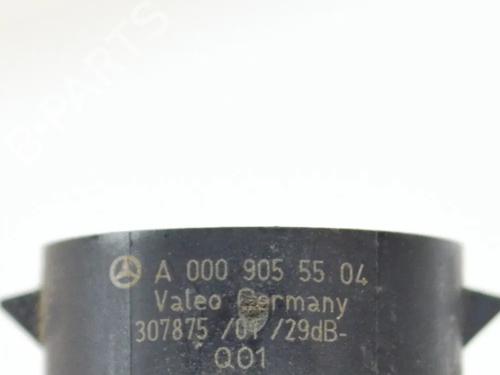 B-PARTS
A 000 905 55 04
Valeo Germany
307875 /01 /29dB-
Q01